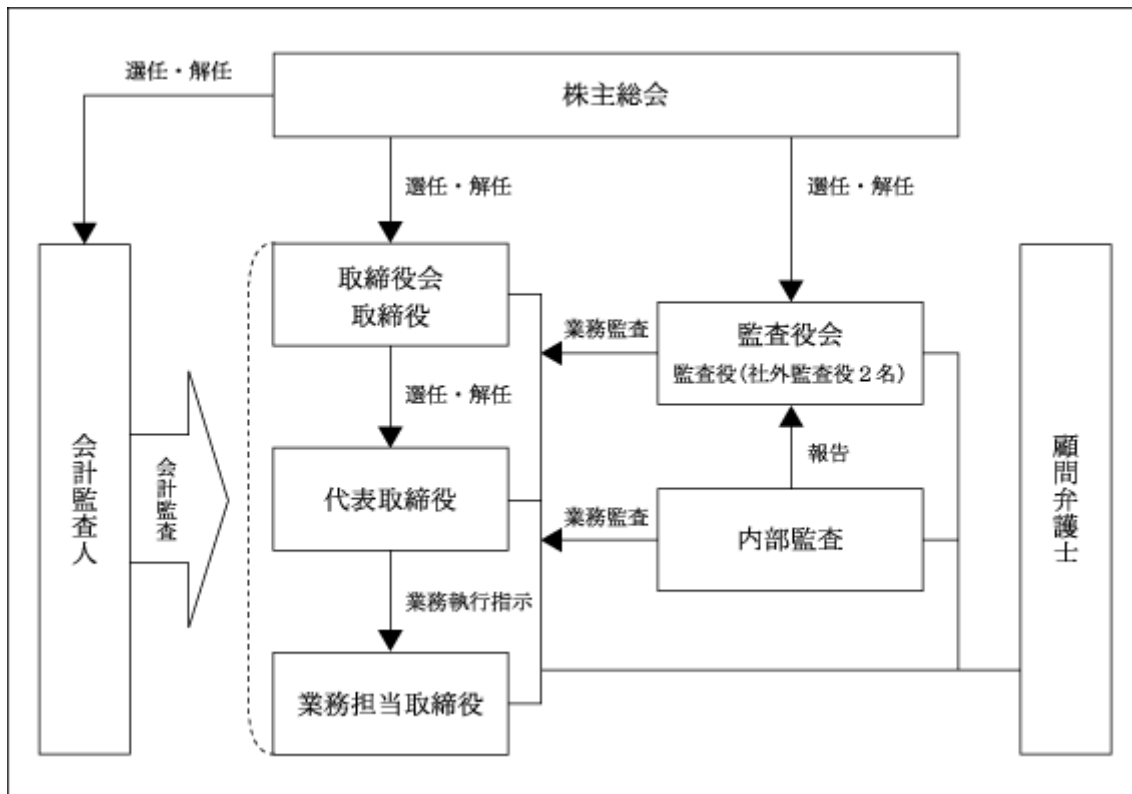 選任・解任
株主総会
選任・解任
選任・解任
取締役会
取締役
業務監査
監査役会
監査役(社外監査役2名)
選任・解任
会計監査人
会計監査
代表取締役
業務監査
報告
内部監査
顧問弁護士
業務執行指示
業務担当取締役